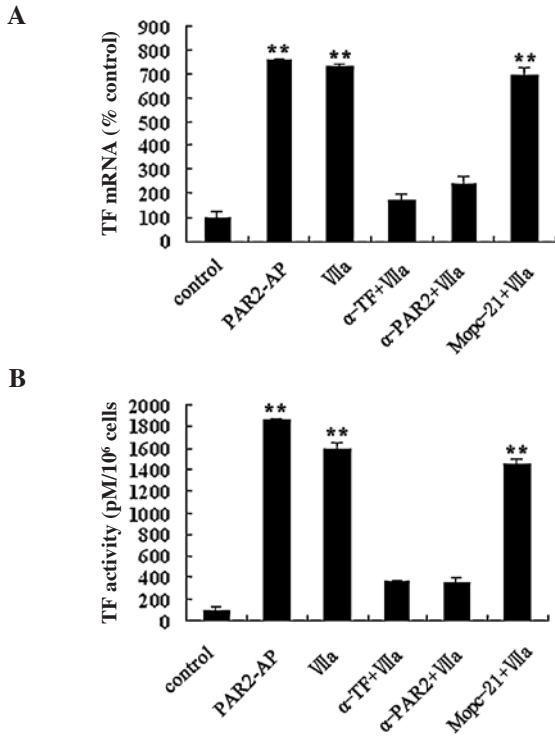 A
TF mRNA (% control)
900
800
700
600
500
400
300
200
100
0
** ** **
control PAR2-AP VIIa α-TF+VIIa α-PAR2+VIIa Mopc-21+VIIa
B
TF activity (pM/10⁶ cells
2000
1800
1600
1400
1200
1000
800
600
400
200
0
** ** **
control PAR2-AP VIIa α-TF+VIIa α-PAR2+VIIa Mopc-21+VIIa